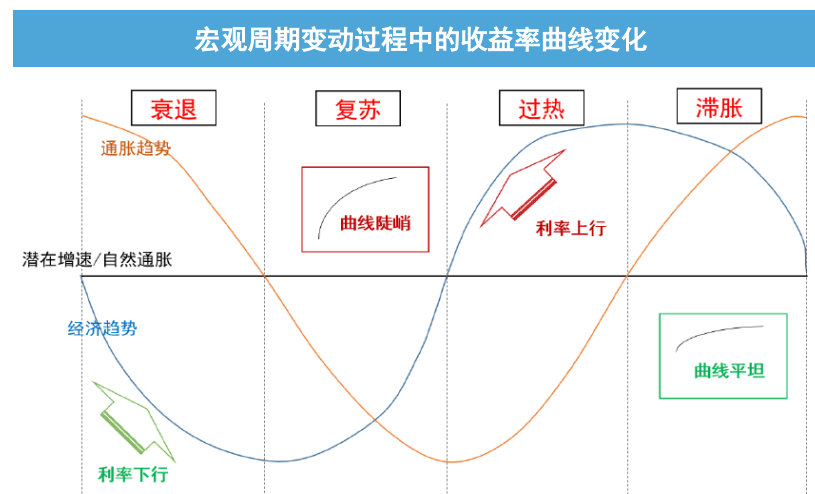 宏观周期变动过程中的收益率曲线变化
衰退
复苏
过热
滞胀
通胀趋势
曲线陡峭
利率上行
潜在增速/自然通胀
经济趋势
曲线平坦
利率下行